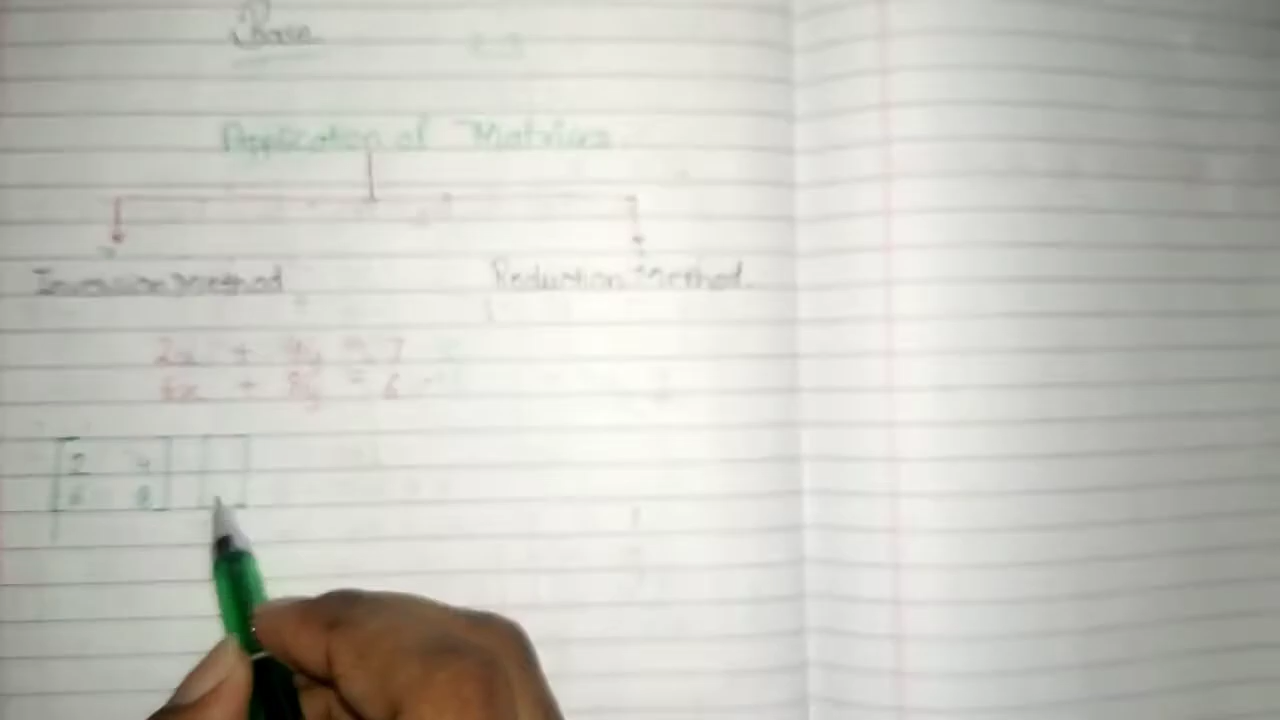 Application of Matrices
Inversion Method
Reduction Method.
2x + 4y = 7
6x + 8y = 6
2 4
6 8